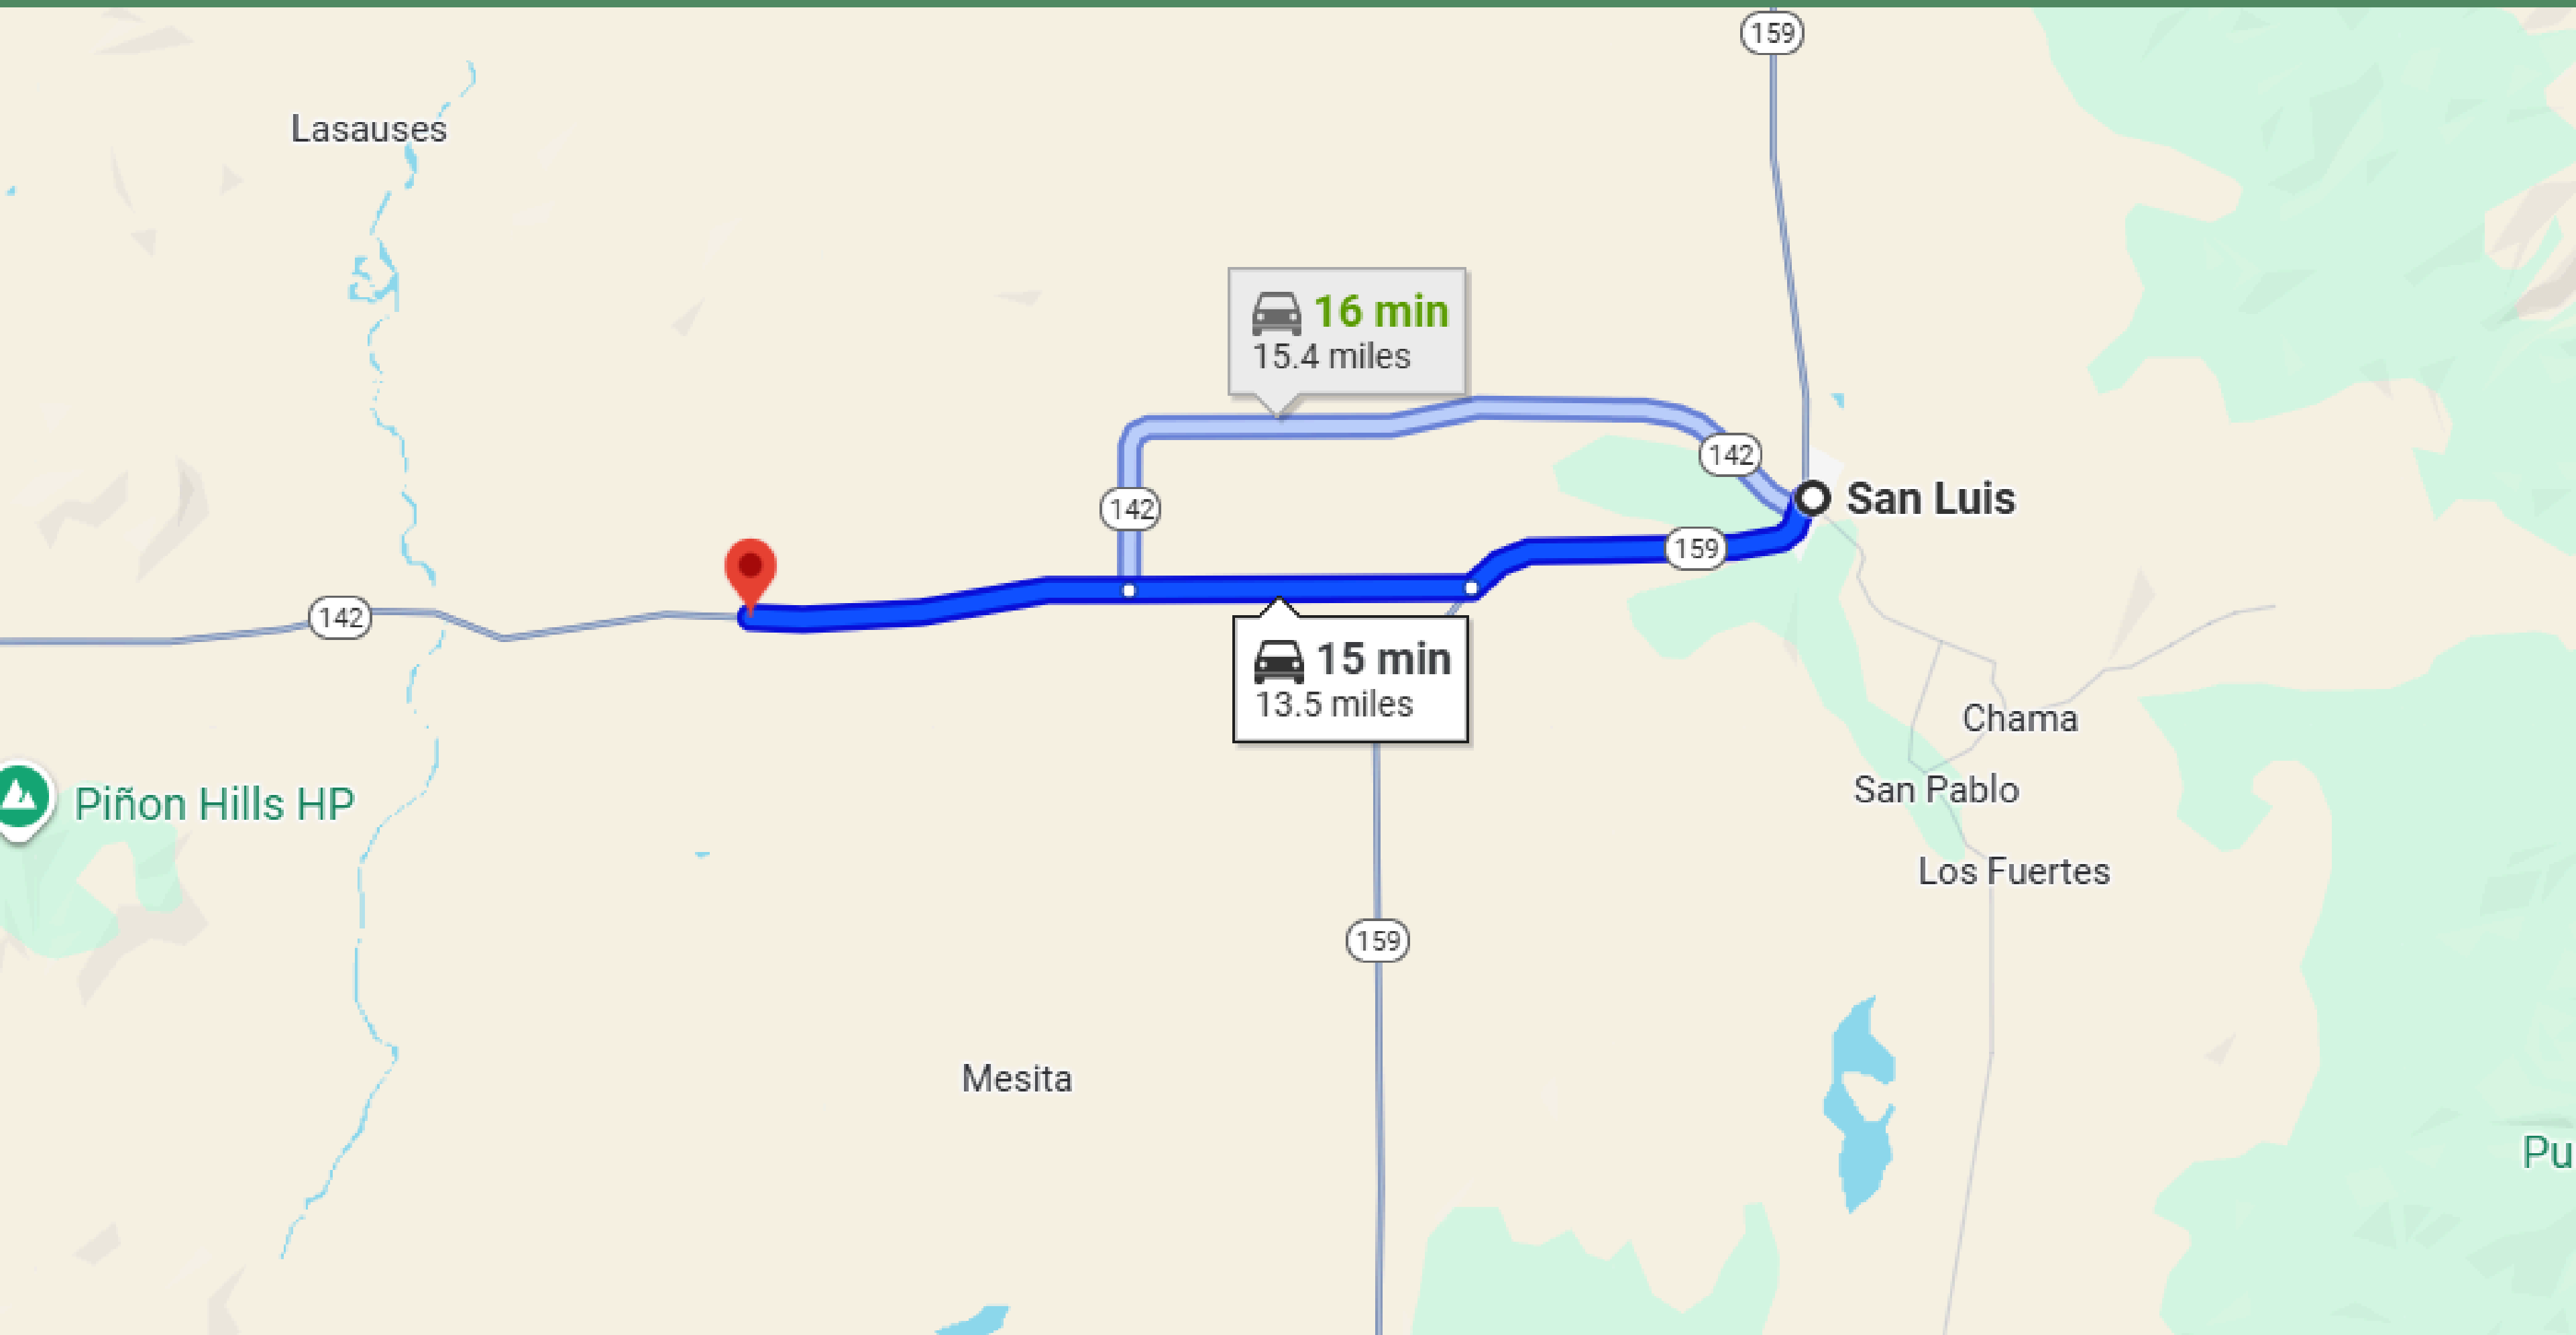 159
Lasauses
16 min
15.4 miles
142
142
San Luis
159
142
15 min
13.5 miles
Chama
San Pablo
Piñon Hills HP
Los Fuertes
159
Mesita
Pu